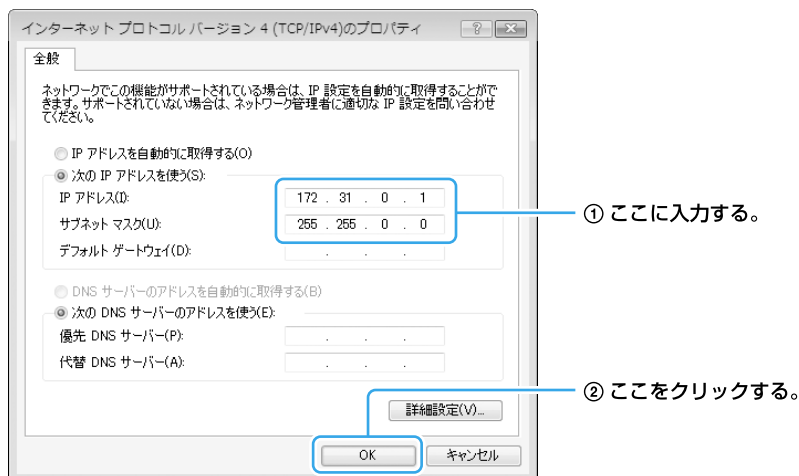 インターネット プロトコル バージョン 4 (TCP/IPv4)のプロパティ
全般
ネットワークでこの機能がサポートされている場合は、IP 設定を自動的に取得することがで
きます。サポートされていない場合は、ネットワーク管理者に適切な IP 設定を問い合わせ
てください。
IP アドレスを自動的に取得する(O)
次の IP アドレスを使う(S):
IP アドレス(I): 172 . 31 . 0 . 1
サブネット マスク(U): 255 . 255 . 0 . 0
デフォルト ゲートウェイ(D): . . .
① ここに入力する。
DNS サーバーのアドレスを自動的に取得する(B)
次の DNS サーバーのアドレスを使う(E):
優先 DNS サーバー(P): . . .
代替 DNS サーバー(A): . . .
② ここをクリックする。
詳細設定(V)...
OK キャンセル